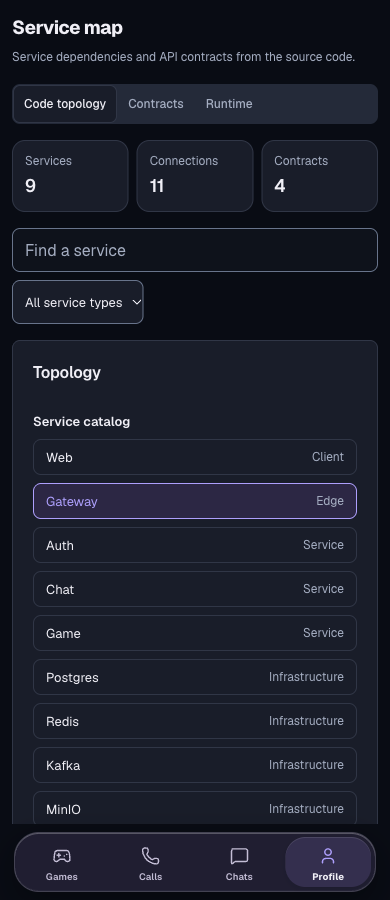 Service map
Service dependencies and API contracts from the source code.
Code topology Contracts Runtime
Services Connections Contracts
9 11 4
Find a service
All service types
Topology
Service catalog
Web Client
Gateway Edge
Auth Service
Chat Service
Game Service
Postgres Infrastructure
Redis Infrastructure
Kafka Infrastructure
MinIO Infrastructure
Games Calls Chats Profile